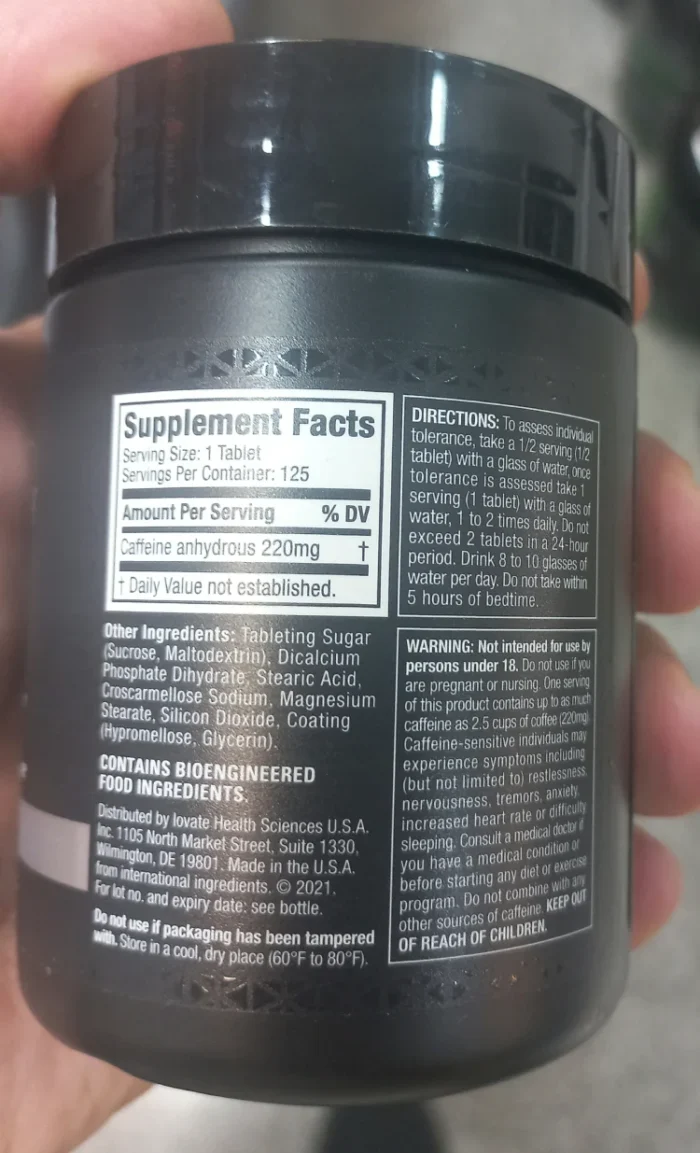 Supplement Facts
Serving Size: 1 Tablet
Servings Per Container: 125
Amount Per Serving % DV
Caffeine anhydrous 220mg †
† Daily Value not established.
Other Ingredients: Tableting Sugar
(Sucrose, Maltodextrin), Dicalcium
Phosphate Dihydrate, Stearic Acid,
Croscarmellose Sodium, Magnesium
Stearate, Silicon Dioxide, Coating
(Hypromellose, Glycerin).
CONTAINS BIOENGINEERED
FOOD INGREDIENTS.
Distributed by Iovate Health Sciences U.S.A.
Inc. 1105 North Market Street, Suite 1330,
Wilmington, DE 19801. Made in the U.S.A.
from international ingredients. © 2021.
For lot no. and expiry date: see bottle.
Do not use if packaging has been tampered
with. Store in a cool, dry place (60°F to 80°F).
DIRECTIONS: To assess individual
tolerance, take a 1/2 serving (1/2
tablet) with a glass of water, once
tolerance is assessed take 1
serving (1 tablet) with a glass of
water, 1 to 2 times daily. Do not
exceed 2 tablets in a 24-hour
period. Drink 8 to 10 glasses of
water per day. Do not take within
5 hours of bedtime.
WARNING: Not intended for use by
persons under 18. Do not use if you
are pregnant or nursing. One serving
of this product contains up to as much
caffeine as 2.5 cups of coffee (220mg).
Caffeine-sensitive individuals may
experience symptoms including
(but not limited to) restlessness,
nervousness, tremors, anxiety,
increased heart rate or difficulty
sleeping. Consult a medical doctor if
you have a medical condition or
before starting any diet or exercise
program. Do not combine with any
other sources of caffeine. KEEP OUT
OF REACH OF CHILDREN.